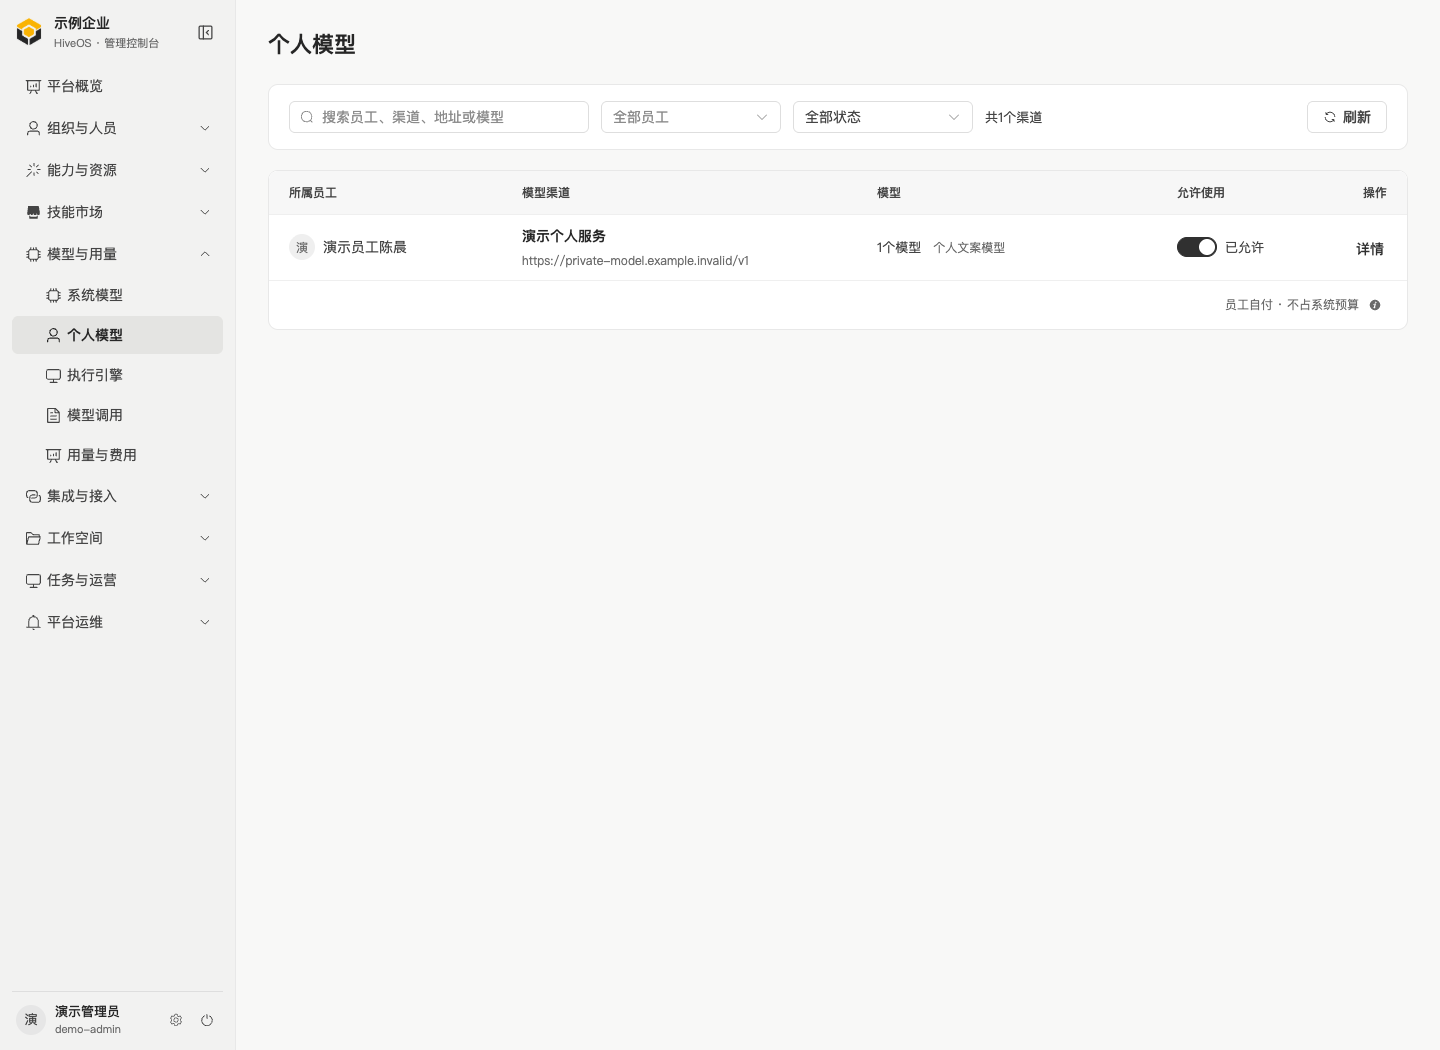 示例企业
HiveOS · 管理控制台
平台概览
组织与人员
能力与资源
技能市场
模型与用量
系统模型
个人模型
执行引擎
模型调用
用量与费用
集成与接入
工作空间
任务与运营
平台运维
演 演示管理员
demo-admin
个人模型
搜索员工、渠道、地址或模型 全部员工 全部状态 共1个渠道 刷新
所属员工 模型渠道 模型 允许使用 操作
演 演示员工陈晨 演示个人服务 1个模型 个人文案模型 已允许 详情
https://private-model.example.invalid/v1
员工自付 · 不占系统预算